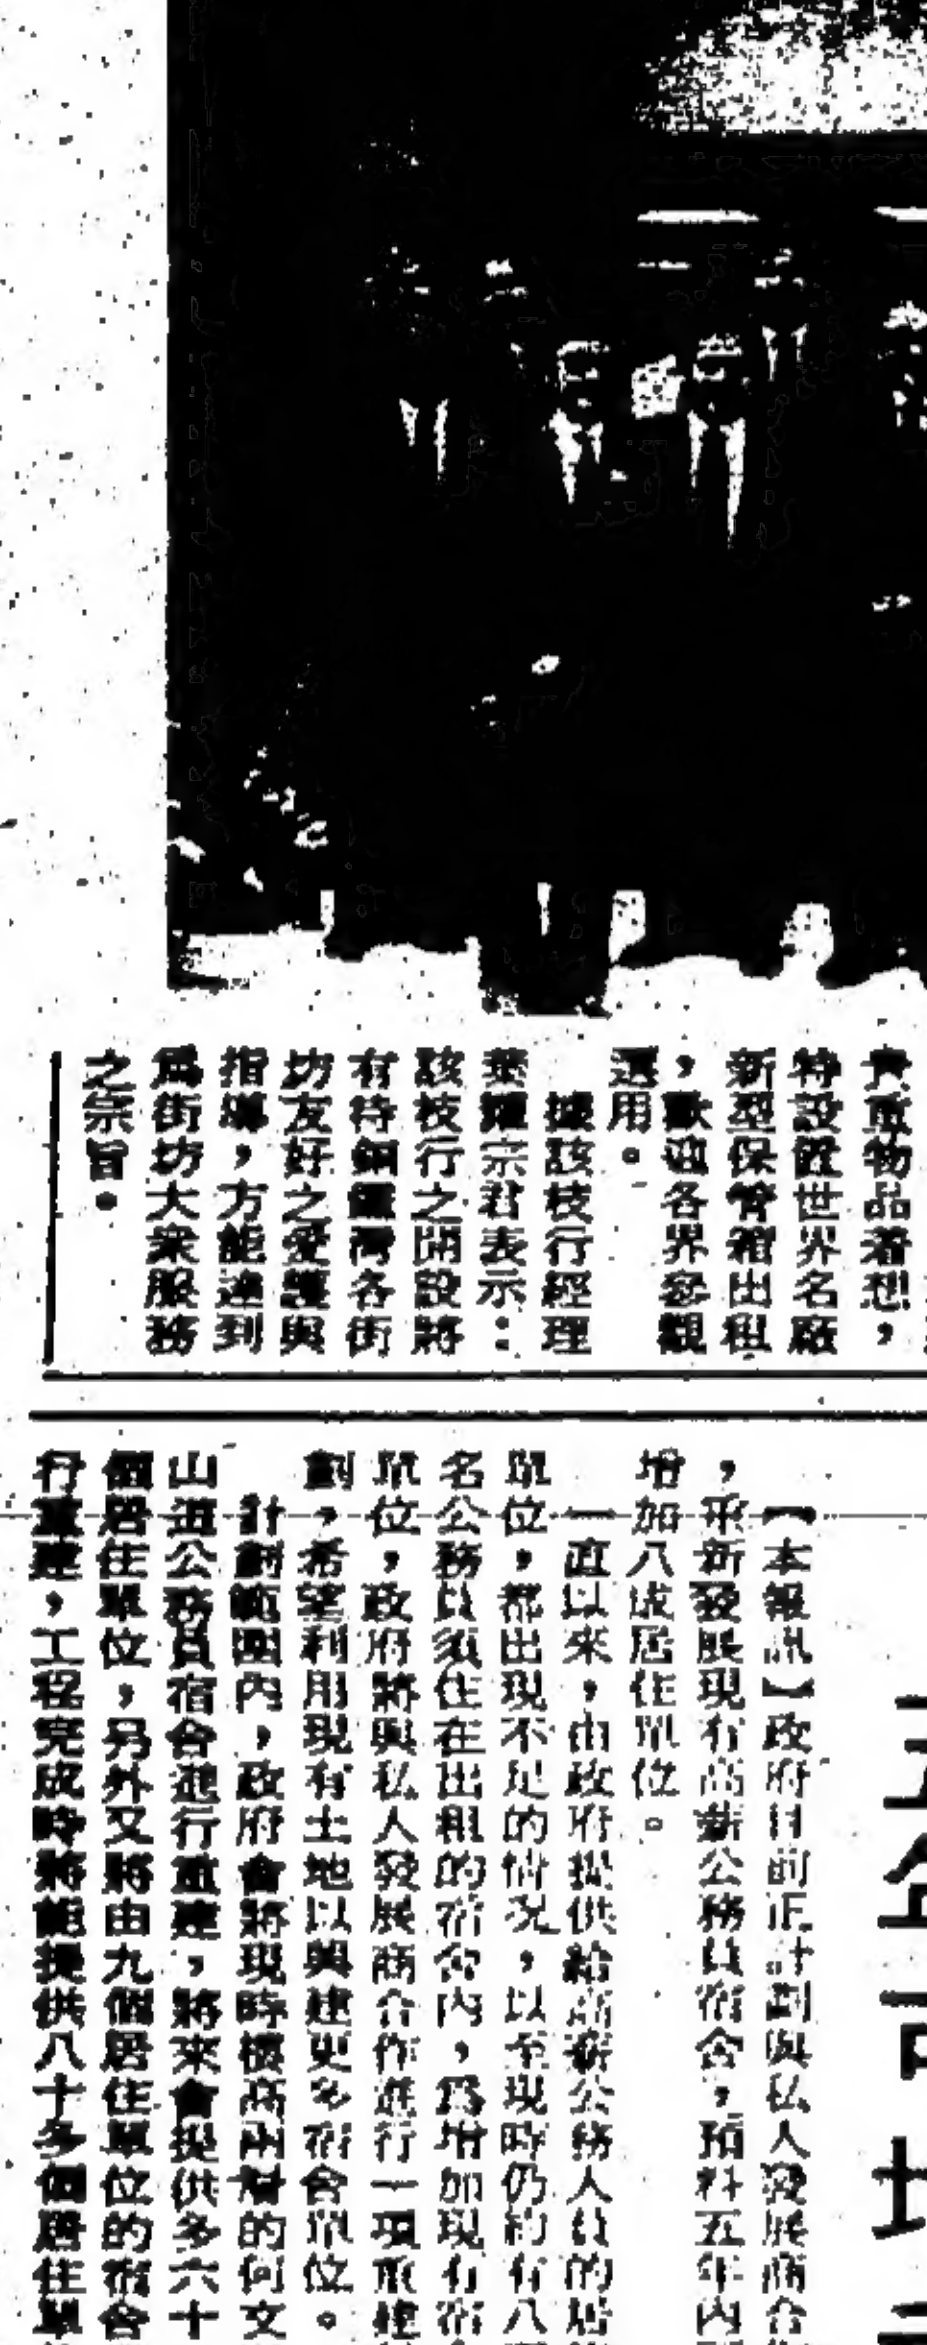 貴重物品着想，
特設置世界名廠
新型保管箱出租
，歡迎各界參觀
選用。
據該枝行經理
葉耀宗君表示：
該枝行之開設將
有待銅鑼灣各街
坊友好之愛護與
指導，方能達到
爲街坊大衆服務
之宗旨。
五年可增
【本報訊】政府目前正計劃與私人發展商合
，重新發展現有高薪公務員宿舍，預料五年內
增加八成居住單位。
一直以來，由政府提供給高薪公務人員的居
單位，都出現不足的情況，以至現時仍約有八
名公務員須住在出租的宿舍內，爲增加現有宿
單位，政府將與私人發展商合作進行一項重建
劃，希望利用現有土地以興建更多宿舍單位。
計劃範圍內，政府會將現時樓高兩層的何文
山道公務員宿舍進行重建，將來會提供多六十
個居住單位，另外又將由九個居住單位的宿舍
行重建，工程完成時將能提供八十多個居住單